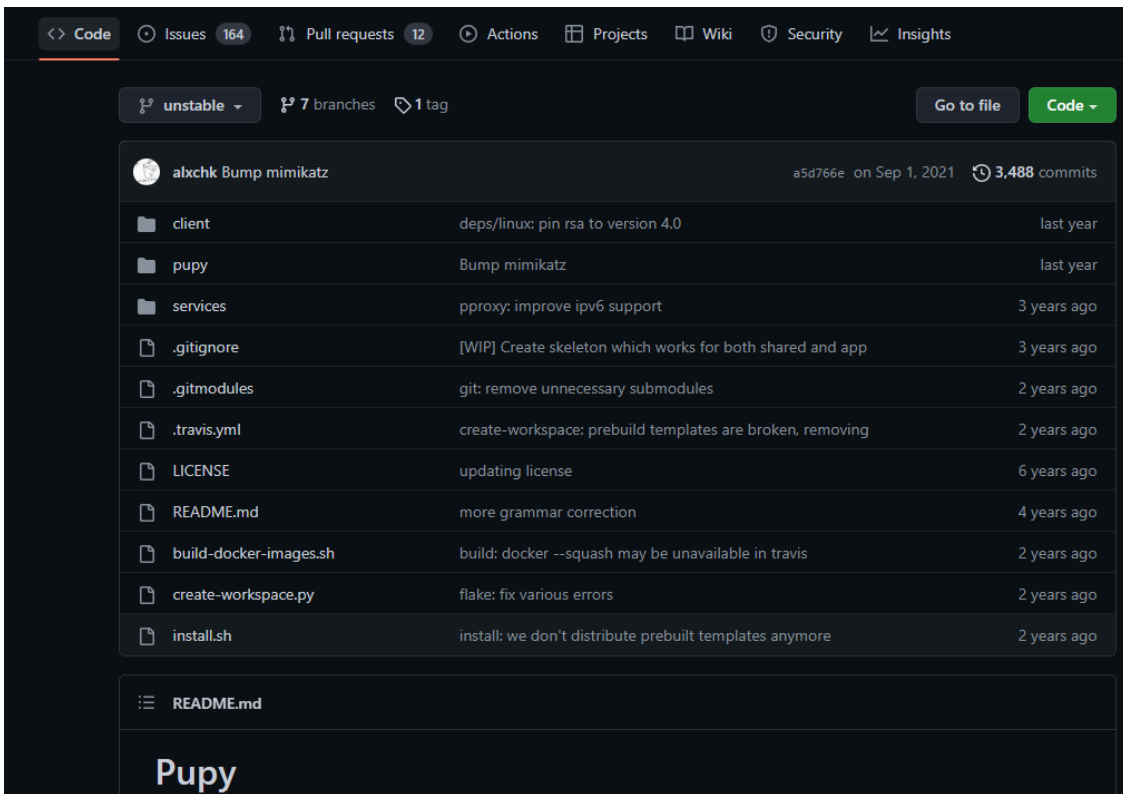 Code Issues 164 Pull requests 12 Actions Projects Wiki Security Insights
unstable 7 branches 1 tag Go to file Code
alxchk Bump mimikatz a5d766e on Sep 1, 2021 3,488 commits
client deps/linux: pin rsa to version 4.0 last year
pupy Bump mimikatz last year
services pproxy: improve ipv6 support 3 years ago
.gitignore [WIP] Create skeleton which works for both shared and app 3 years ago
.gitmodules git: remove unnecessary submodules 2 years ago
.travis.yml create-workspace: prebuild templates are broken, removing 2 years ago
LICENSE updating license 6 years ago
README.md more grammar correction 4 years ago
build-docker-images.sh build: docker --squash may be unavailable in travis 2 years ago
create-workspace.py flake: fix various errors 2 years ago
install.sh install: we don't distribute prebuilt templates anymore 2 years ago
README.md
Pupy